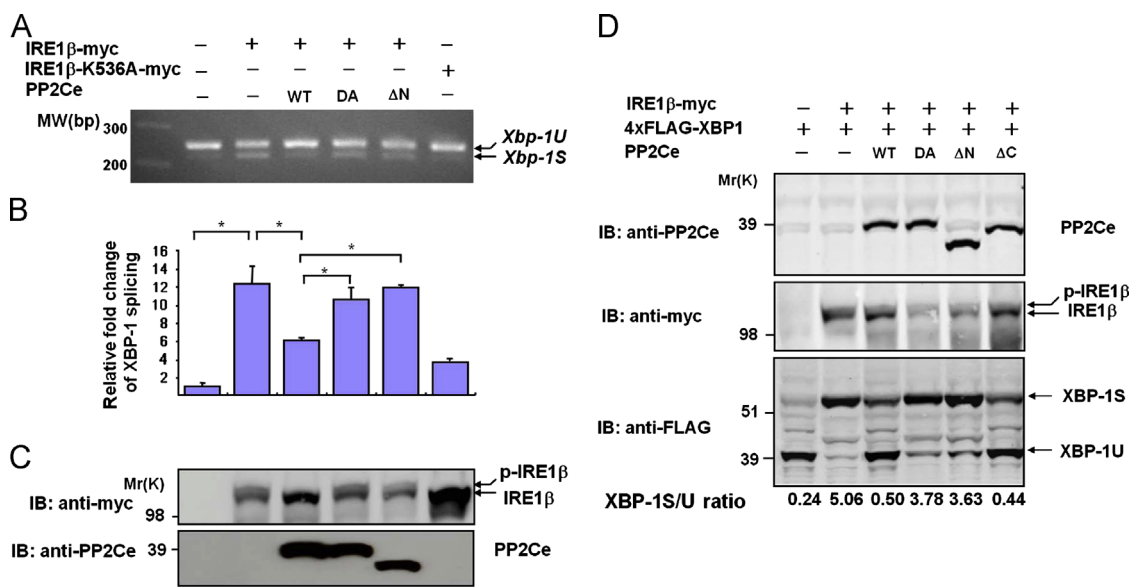 A
IRE1β-myc – + + + + –
IRE1β-K536A-myc – – – – – +
PP2Ce – – WT DA ΔN –
MW(bp)
300
200
Xbp-1U
Xbp-1S
B
Relative fold change
of XBP-1 splicing
16
14
12
10
8
6
4
2
* * * *
C
Mr(K)
IB: anti-myc
98
p-IRE1β
IRE1β
IB: anti-PP2Ce 39 PP2Ce
D
IRE1β-myc – + + + + +
4xFLAG-XBP1 + + + + + +
PP2Ce – – WT DA ΔN ΔC
Mr(K)
39
IB: anti-PP2Ce PP2Ce
p-IRE1β
IB: anti-myc IRE1β
98
XBP-1S
51
IB: anti-FLAG
XBP-1U
39
XBP-1S/U ratio 0.24 5.06 0.50 3.78 3.63 0.44